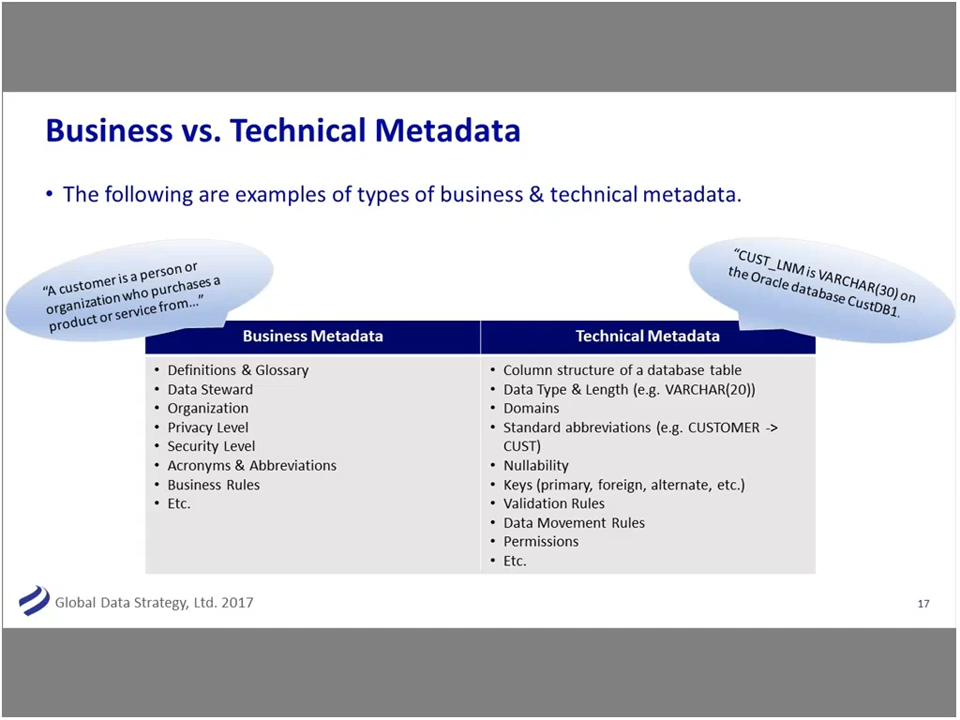 Business vs. Technical Metadata
• The following are examples of types of business & technical metadata.
“A customer is a person or
organization who purchases a
product or service from...”
“CUST_LNM is VARCHAR(30) on
the Oracle database CustDB1.
Business Metadata
• Definitions & Glossary
• Data Steward
• Organization
• Privacy Level
• Security Level
• Acronyms & Abbreviations
• Business Rules
• Etc.
Technical Metadata
• Column structure of a database table
• Data Type & Length (e.g. VARCHAR(20))
• Domains
• Standard abbreviations (e.g. CUSTOMER ->
CUST)
• Nullability
• Keys (primary, foreign, alternate, etc.)
• Validation Rules
• Data Movement Rules
• Permissions
• Etc.
Global Data Strategy, Ltd. 2017
17